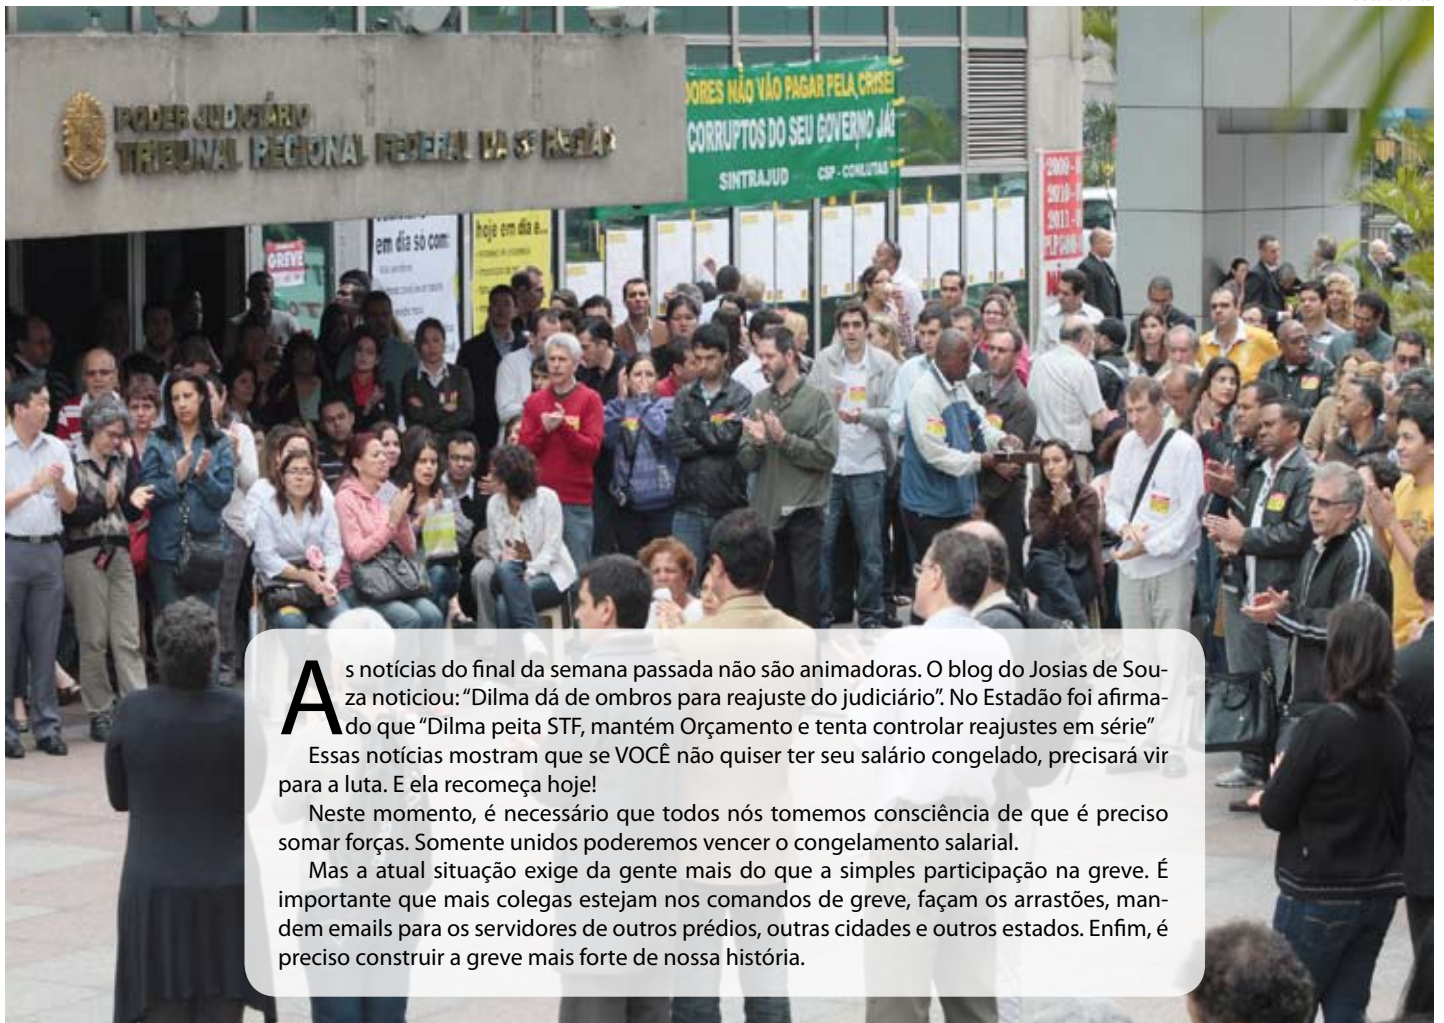 PODER JUDICIÁRIO
TRIBUNAL REGIONAL FEDERAL DA 3ª REGIÃO
DORES NÃO VÃO PAGAR PELA CRISE!
CORRUPTOS DO SEU GOVERNO JÁ!
SINTRAJUD CSP - CONLUTAS
em dia só com:
hoje em dia é...
GREVE
2009 -
2010 -
2011 -
As notícias do final da semana passada não são animadoras. O blog do Josias de Sou-
za noticiou: “Dilma dá de ombros para reajuste do judiciário”. No Estadão foi afirma-
do que “Dilma peita STF, mantém Orçamento e tenta controlar reajustes em série”
Essas notícias mostram que se VOCÊ não quiser ter seu salário congelado, precisará vir
para a luta. E ela recomeça hoje!
Neste momento, é necessário que todos nós tomemos consciência de que é preciso
somar forças. Somente unidos poderemos vencer o congelamento salarial.
Mas a atual situação exige da gente mais do que a simples participação na greve. É
importante que mais colegas estejam nos comandos de greve, façam os arrastões, man-
dem emails para os servidores de outros prédios, outras cidades e outros estados. Enfim, é
preciso construir a greve mais forte de nossa história.